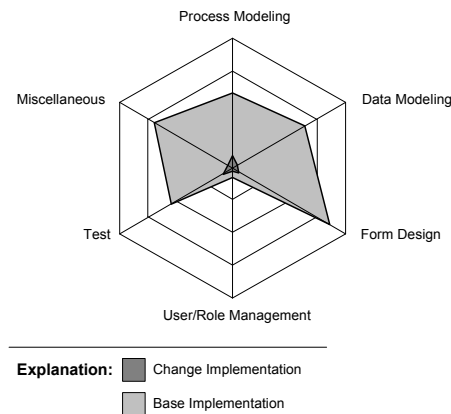 Process Modeling
Miscellaneous
Data Modeling
Test
Form Design
User/Role Management
Explanation:
Change Implementation
Base Implementation